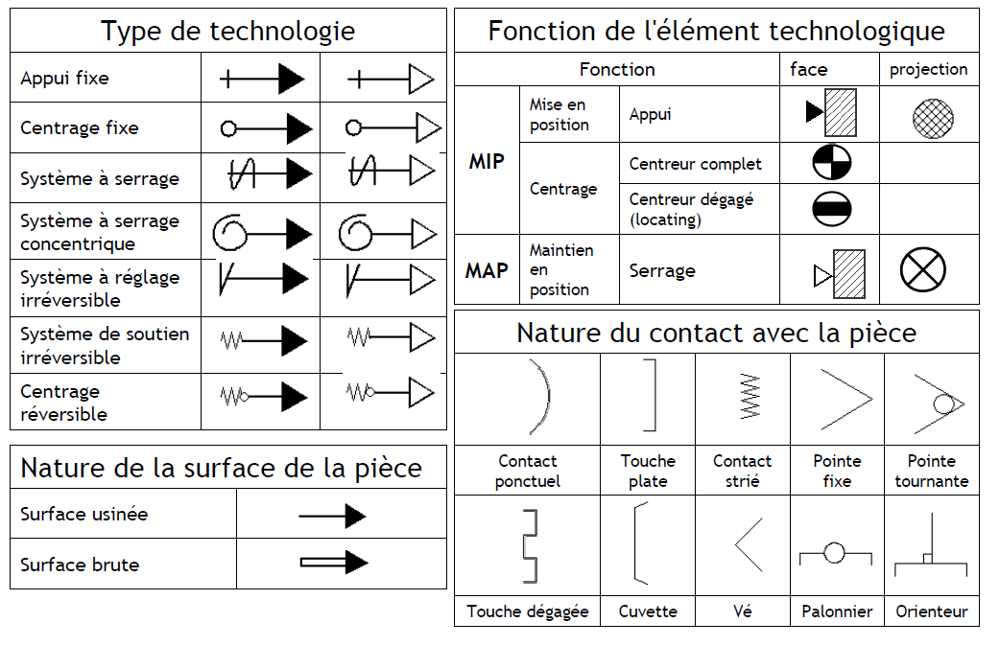 Type de technologie
Appui fixe
Centrage fixe
Système à serrage
Système à serrage
concentrique
Système à réglage
irréversible
Système de soutien
irréversible
Centrage
réversible
Nature de la surface de la pièce
Surface usinée
Surface brute
Fonction de l'élément technologique
Fonction
face
projection
MIP
Mise en
position
Appui
Centrage
Centreur complet
Centreur dégagé
(locating)
MAP
Maintien
en
position
Serrage
Nature du contact avec la pièce
Contact
ponctuel
Touche
plate
Contact
strié
Pointe
fixe
Pointe
tournante
Touche dégagée
Cuvette
Vé
Palonnier
Orienteur